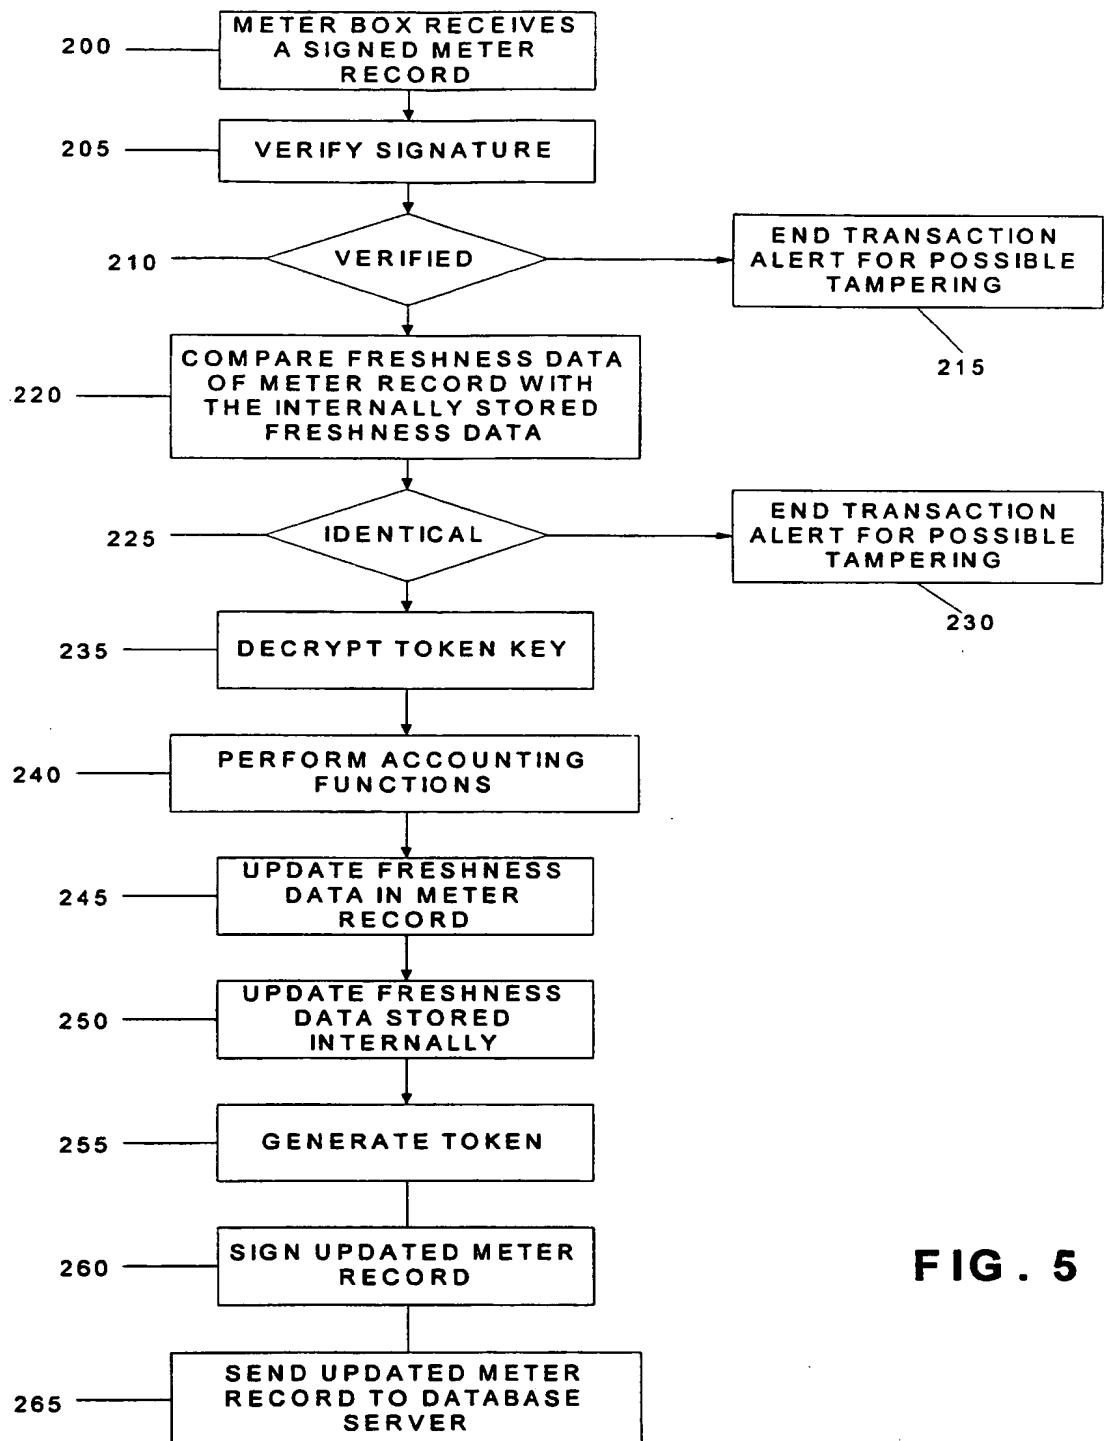 200
METER BOX RECEIVES
A SIGNED METER
RECORD
205
VERIFY SIGNATURE
210
VERIFIED
END TRANSACTION
ALERT FOR POSSIBLE
TAMPERING
215
220
COMPARE FRESHNESS DATA
OF METER RECORD WITH
THE INTERNALLY STORED
FRESHNESS DATA
225
IDENTICAL
END TRANSACTION
ALERT FOR POSSIBLE
TAMPERING
230
235
DECRYPT TOKEN KEY
240
PERFORM ACCOUNTING
FUNCTIONS
245
UPDATE FRESHNESS
DATA IN METER
RECORD
250
UPDATE FRESHNESS
DATA STORED
INTERNALLY
255
GENERATE TOKEN
260
SIGN UPDATED METER
RECORD
FIG. 5
265
SEND UPDATED METER
RECORD TO DATABASE
SERVER